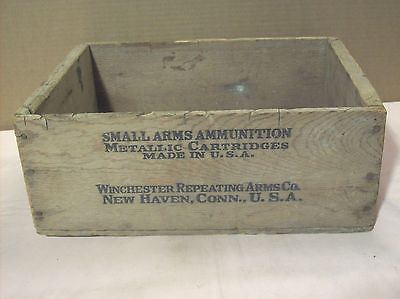 SMALL ARMS AMMUNITION
METALLIC CARTRIDGES
MADE IN U.S.A.
WINCHESTER REPEATING ARMS CO.
NEW HAVEN, CONN., U.S.A.